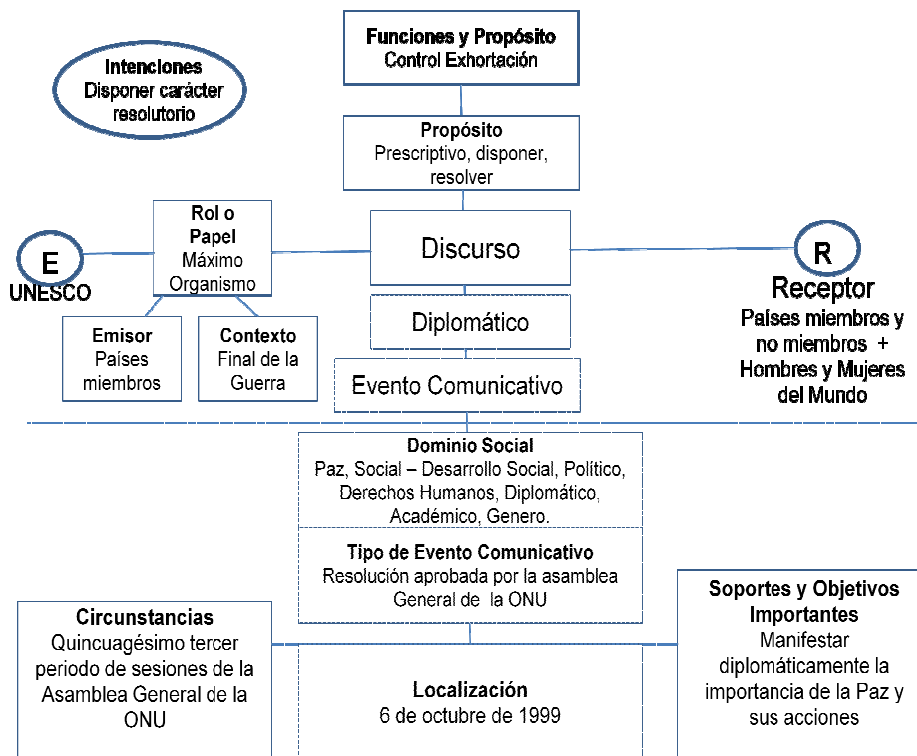 Funciones y Propósito
Control Exhortación
Intenciones
Disponer carácter
resolutorio
Propósito
Prescriptivo, disponer,
resolver
Rol o
Papel
Máximo
Organismo
E
UNESCO
Discurso
R
Receptor
Países miembros y
no miembros +
Hombres y Mujeres
del Mundo
Emisor
Países
miembros
Contexto
Final de la
Guerra
Diplomático
Evento Comunicativo
Dominio Social
Paz, Social – Desarrollo Social, Político,
Derechos Humanos, Diplomático,
Académico, Genero.
Tipo de Evento Comunicativo
Resolución aprobada por la asamblea
General de la ONU
Circunstancias
Quincuagésimo tercer
periodo de sesiones de la
Asamblea General de la
ONU
Localización
6 de octubre de 1999
Soportes y Objetivos
Importantes
Manifestar
diplomáticamente la
importancia de la Paz y
sus acciones